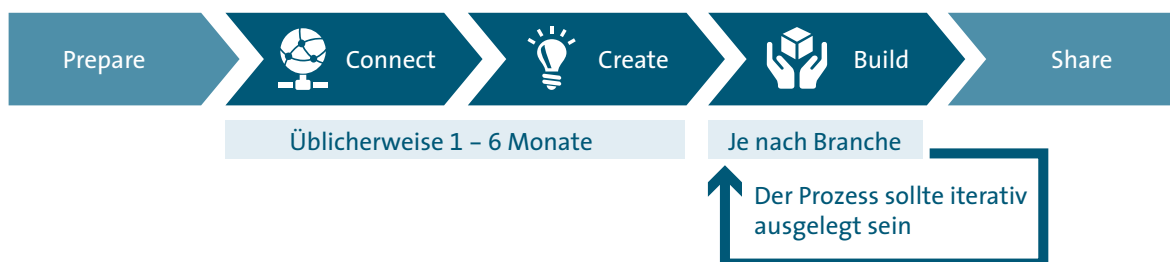 Prepare
Connect
Create
Build
Share
Üblicherweise 1 – 6 Monate
Je nach Branche
Der Prozess sollte iterativ
ausgelegt sein